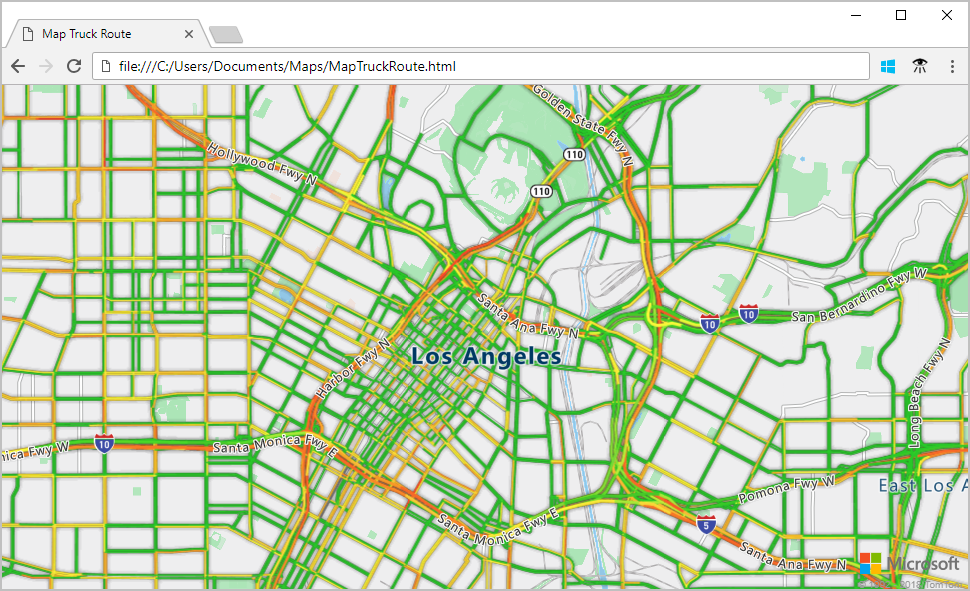 Map Truck Route
file:///C:/Users/Documents/Maps/MapTruckRoute.html
Golden State Fwy N
110
Hollywood Fwy N
110
San Bernardino Fwy W
Santa Ana Fwy N
10
10
Los Angeles
Harbor Fwy N
Long Beach Fwy N
nica Fwy W
10
Santa Monica Fwy E
Pomona Fwy W
East Los A
Santa Monica Fwy E
5
Santa Ana Fwy N
Microsoft
2018 TomTom